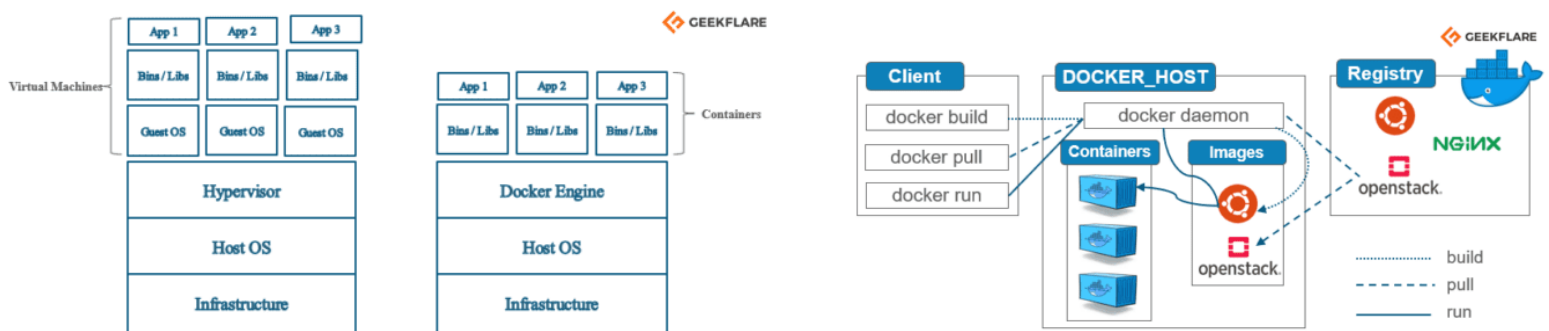 GEEKFLARE
App 1
App 2
App 3
Bins / Libs
Bins / Libs
Bins / Libs
Virtual Machines
Guest OS
Guest OS
Guest OS
Hypervisor
Host OS
Infrastructure
App 1
App 2
App 3
Bins / Libs
Bins / Libs
Bins / Libs
Containers
Docker Engine
Host OS
Infrastructure
GEEKFLARE
Client
docker build
docker pull
docker run
DOCKER_HOST
docker daemon
Containers
Images
openstack.
Registry
NGINX
openstack.
build
pull
run